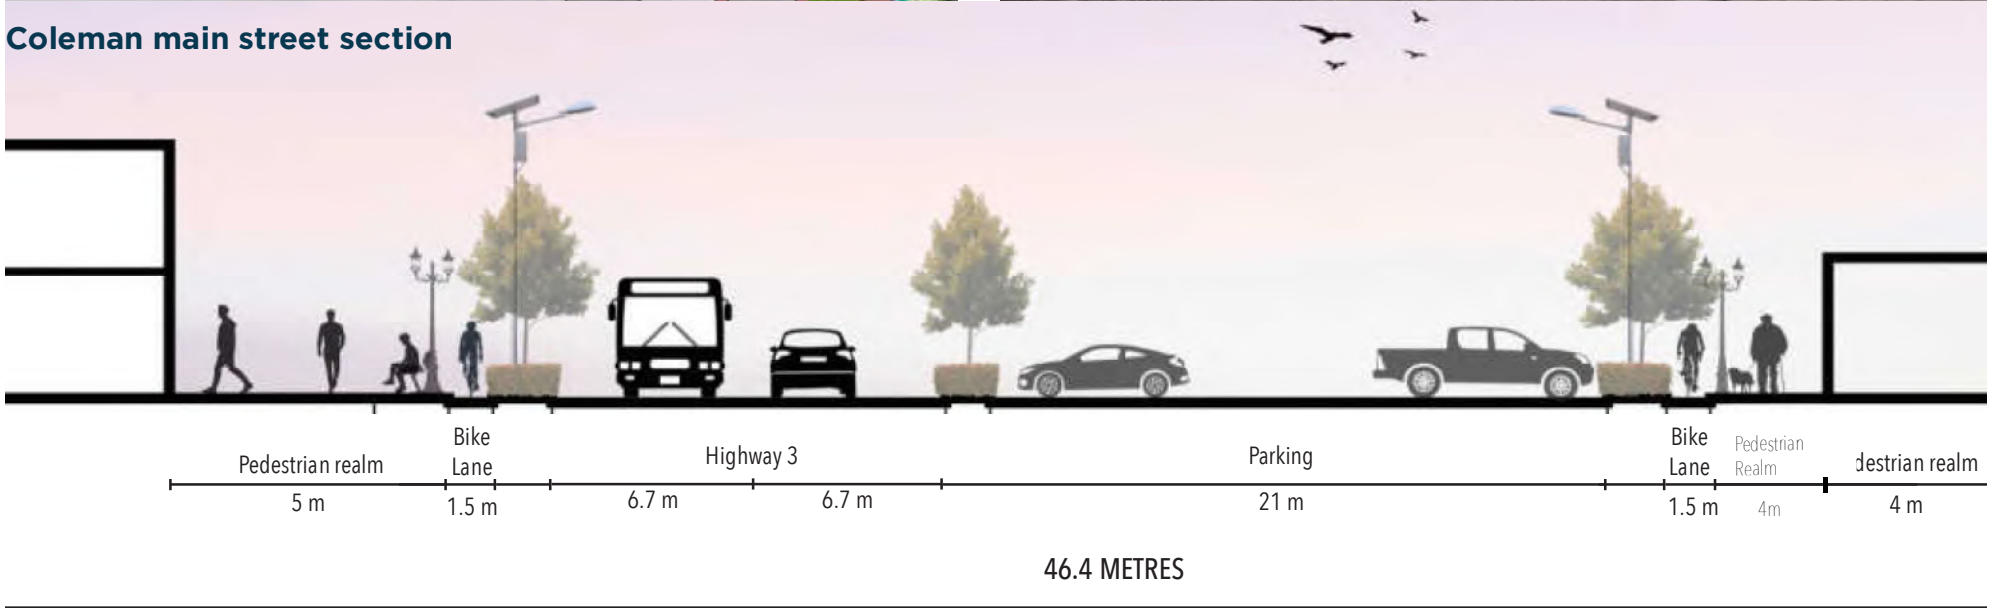 Coleman main street section
Pedestrian realm
5 m
Bike
Lane
1.5 m
Highway 3
6.7 m
6.7 m
Parking
21 m
Bike
Lane
1.5 m
Pedestrian
Realm
4m
destrian realm
4 m
46.4 METRES